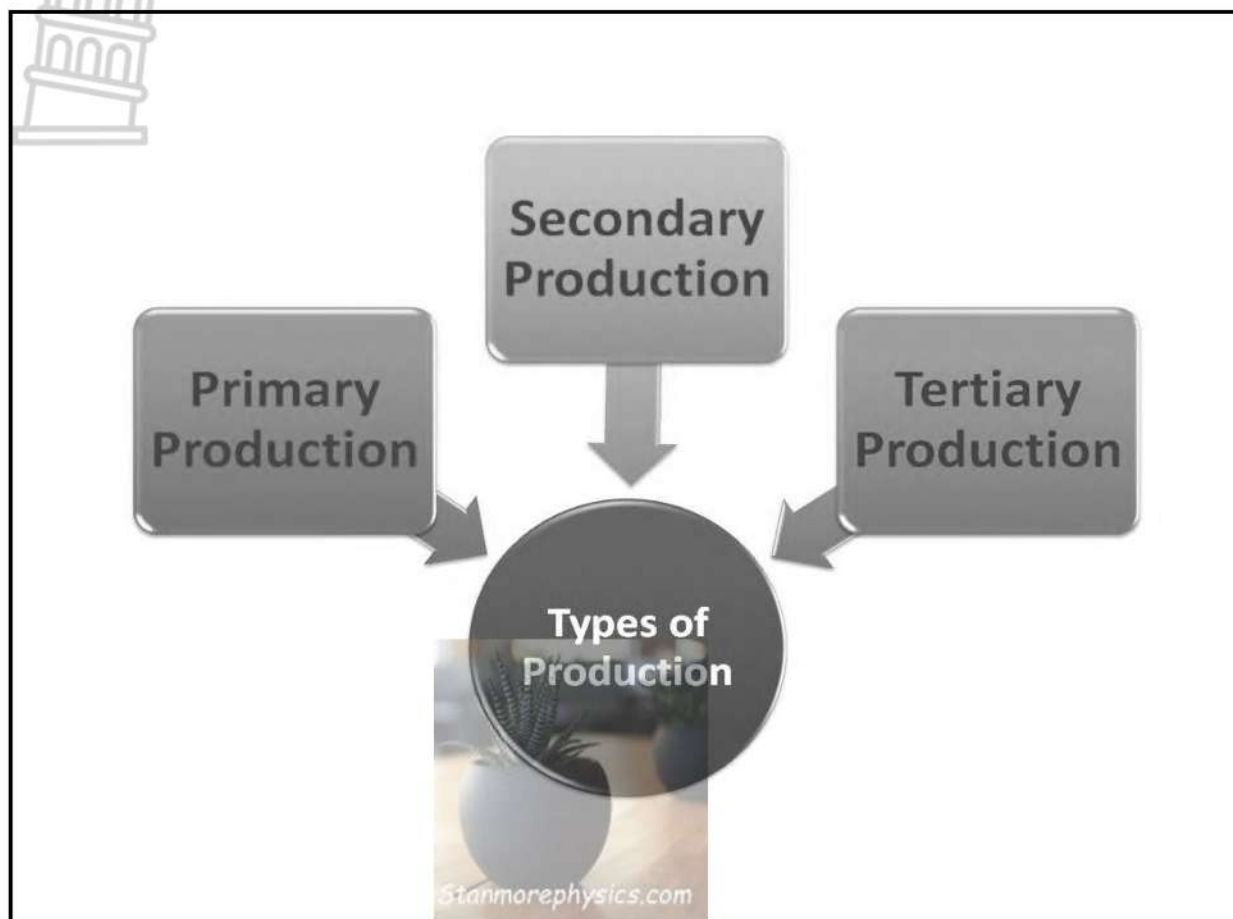 Secondary
Production
Primary
Production
Tertiary
Production
Types of
Production
Stanmorephysics.com